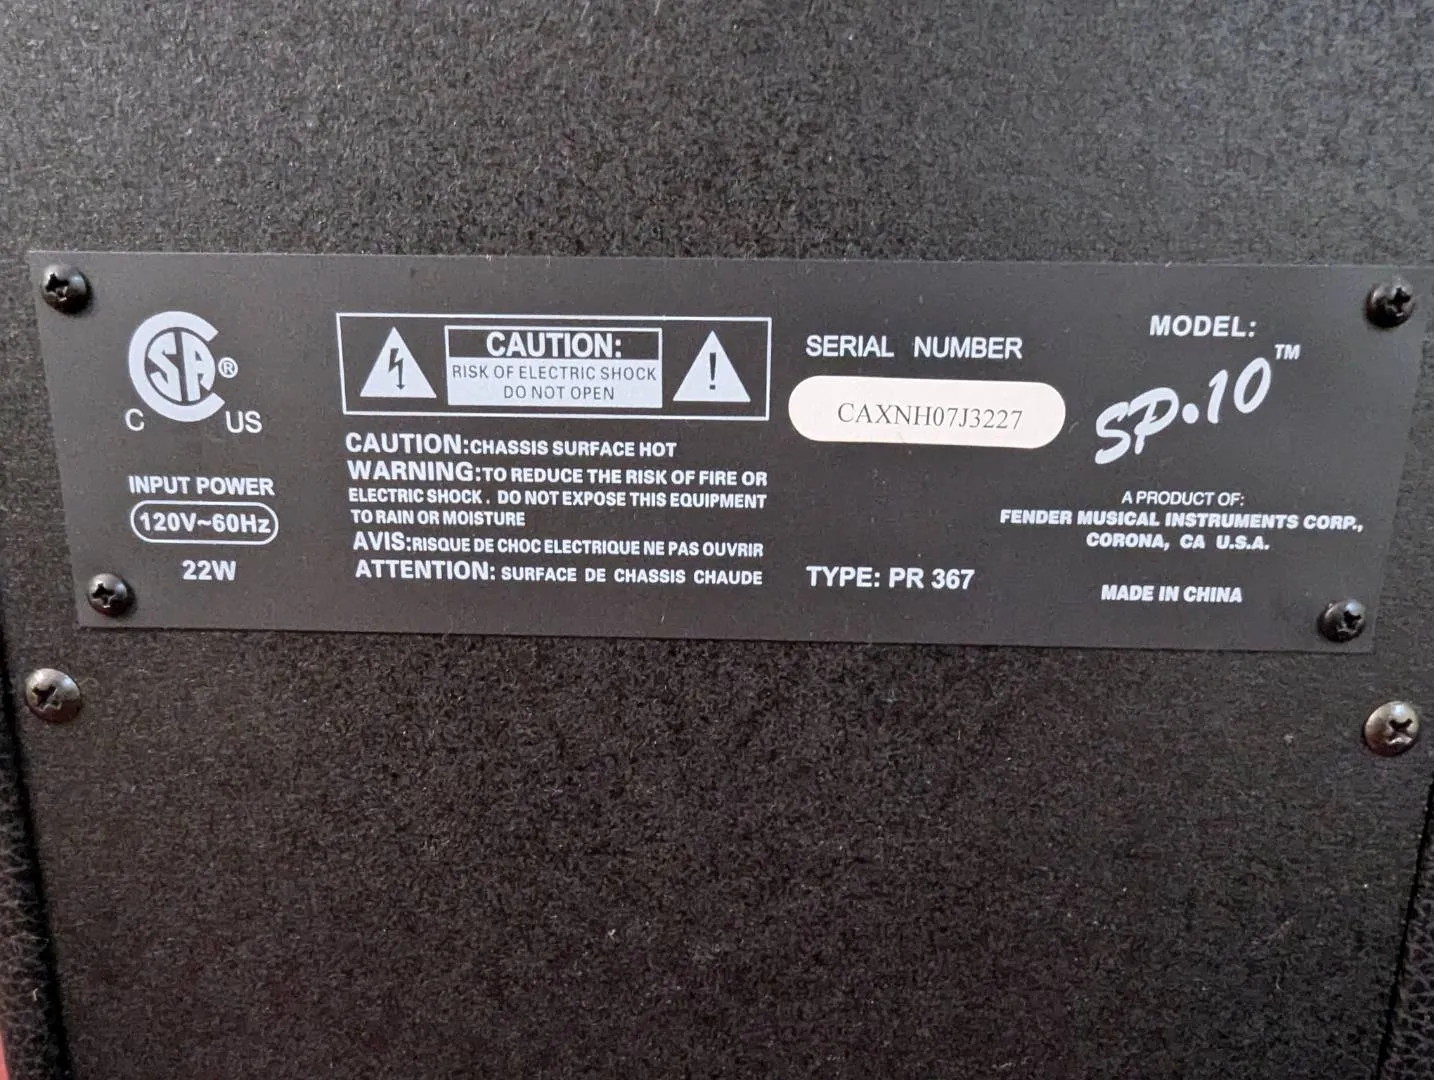 CSA®
C US
INPUT POWER
120V~60Hz
22W
CAUTION:
RISK OF ELECTRIC SHOCK
DO NOT OPEN
!
CAUTION:CHASSIS SURFACE HOT
WARNING:TO REDUCE THE RISK OF FIRE OR
ELECTRIC SHOCK. DO NOT EXPOSE THIS EQUIPMENT
TO RAIN OR MOISTURE
AVIS:RISQUE DE CHOC ELECTRIQUE NE PAS OUVRIR
ATTENTION: SURFACE DE CHASSIS CHAUDE
SERIAL NUMBER
CAXNH07J3227
TYPE: PR 367
MODEL:
SP.10™
A PRODUCT OF:
FENDER MUSICAL INSTRUMENTS CORP.,
CORONA, CA U.S.A.
MADE IN CHINA